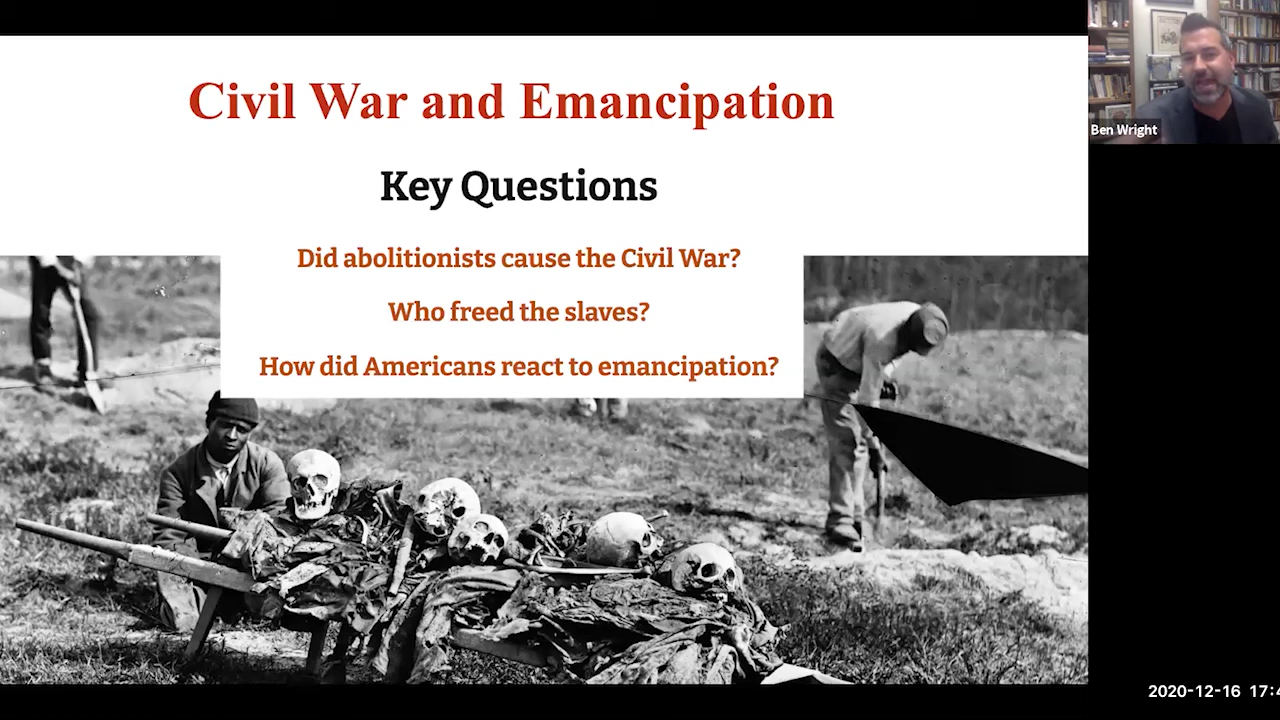 Civil War and Emancipation
Key Questions
Did abolitionists cause the Civil War?
Who freed the slaves?
How did Americans react to emancipation?
Ben Wright
2020-12-16 17:4